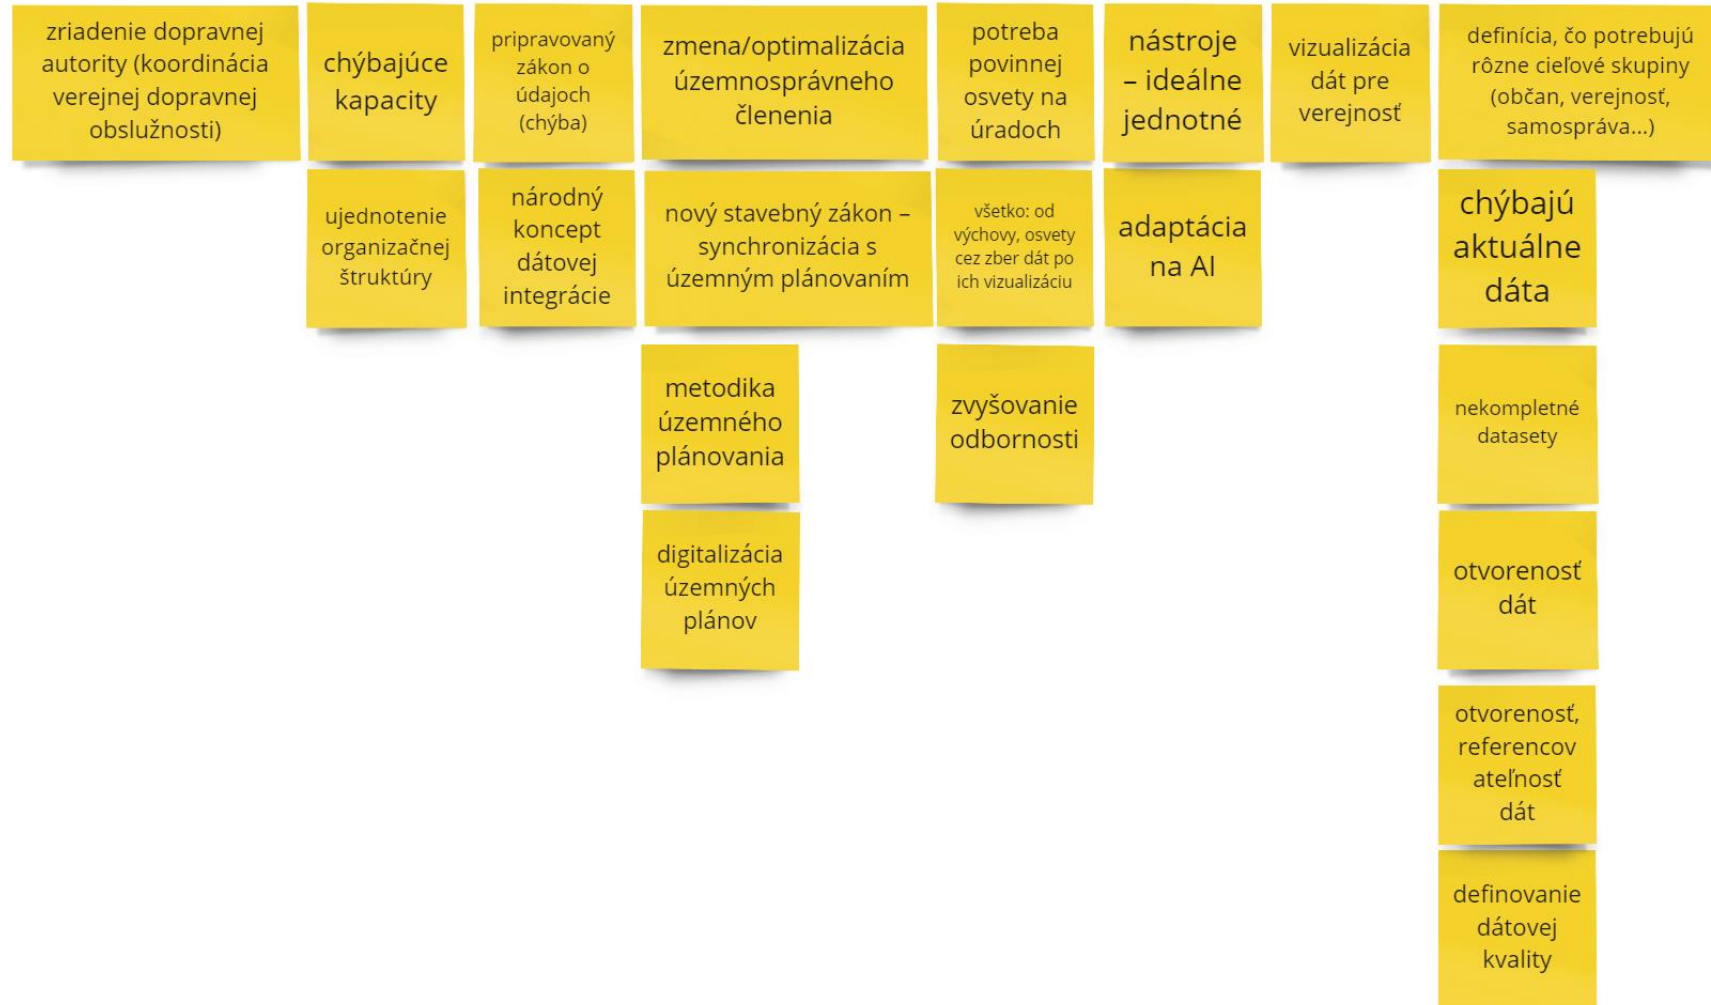 zriadenie dopravnej
autority (koordinácia
verejnej dopravnej
obslužnosti)
chýbajúce
kapacity
pripravovaný
zákon o
údajoch
(chýba)
zmena/optimalizácia
územnosprávneho
členenia
potreba
povinnej
osvety na
úradoch
nástroje
– ideálne
jednotné
vizualizácia
dát pre
verejnosť
definícia, čo potrebujú
rôzne cieľové skupiny
(občan, verejnosť,
samospráva...)
ujednotenie
organizačnej
štruktúry
národný
koncept
dátovej
integrácie
nový stavebný zákon –
synchronizácia s
územným plánovaním
všetko: od
výchovy, osvety
cez zber dát po
ich vizualizáciu
adaptácia
na AI
chýbajú
aktuálne
dáta
metodika
územného
plánovania
zvyšovanie
odbornosti
nekompletné
datasety
digitalizácia
územných
plánov
otvorenosť
dát
otvorenosť,
referencov
ateľnosť
dát
definovanie
dátovej
kvality